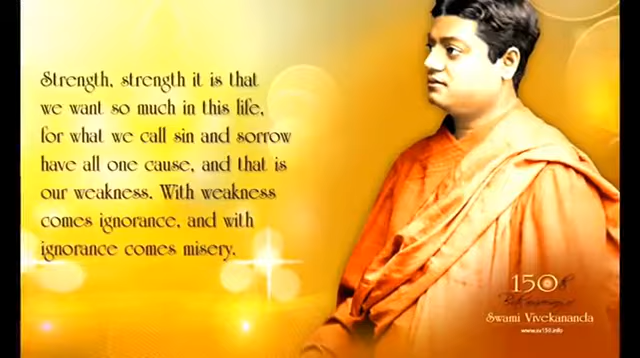 Strength, strength it is that
we want so much in this life,
for what we call sin and sorrow
have all one cause, and that is
our weakness. With weakness
comes ignorance, and with
ignorance comes misery.
150th
Swami Vivekananda
www.sv150.info